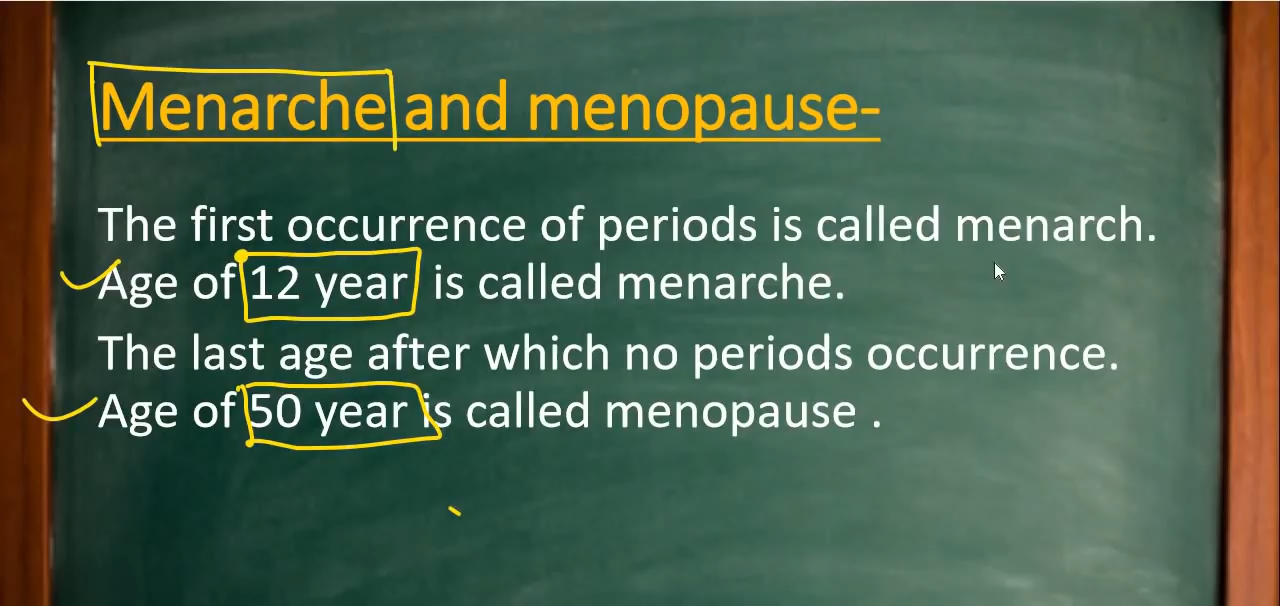 Menarche and menopause-
The first occurrence of periods is called menarch.
Age of 12 year is called menarche.
The last age after which no periods occurrence.
Age of 50 year is called menopause .